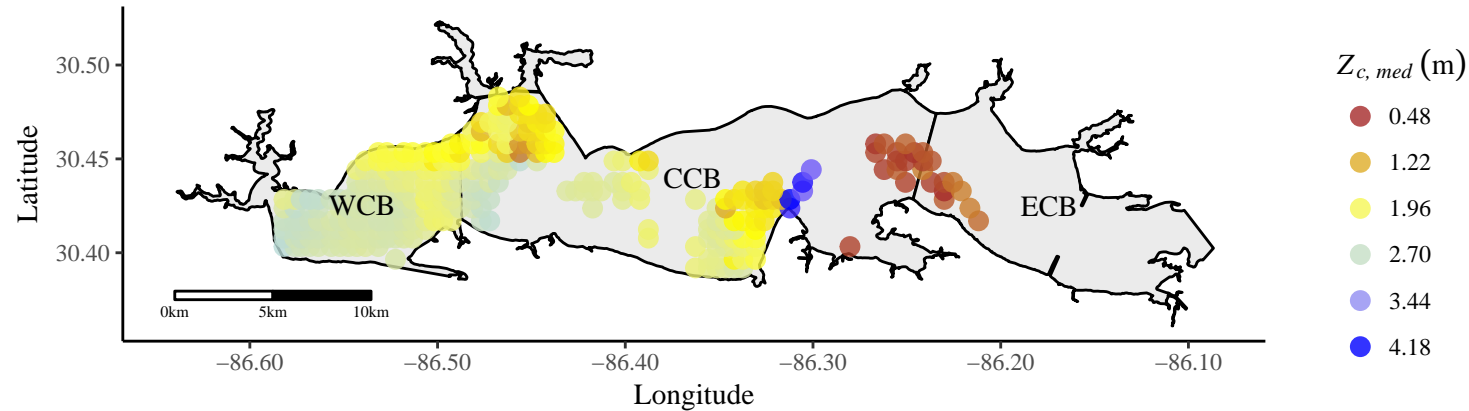 Z c, med (m)
30.50
0.48
Latitude
30.45
1.22
CCB
WCB
ECB
1.96
30.40
2.70
0km 5km 10km
3.44
4.18
−86.60 −86.50 −86.40 −86.30 −86.20 −86.10
Longitude